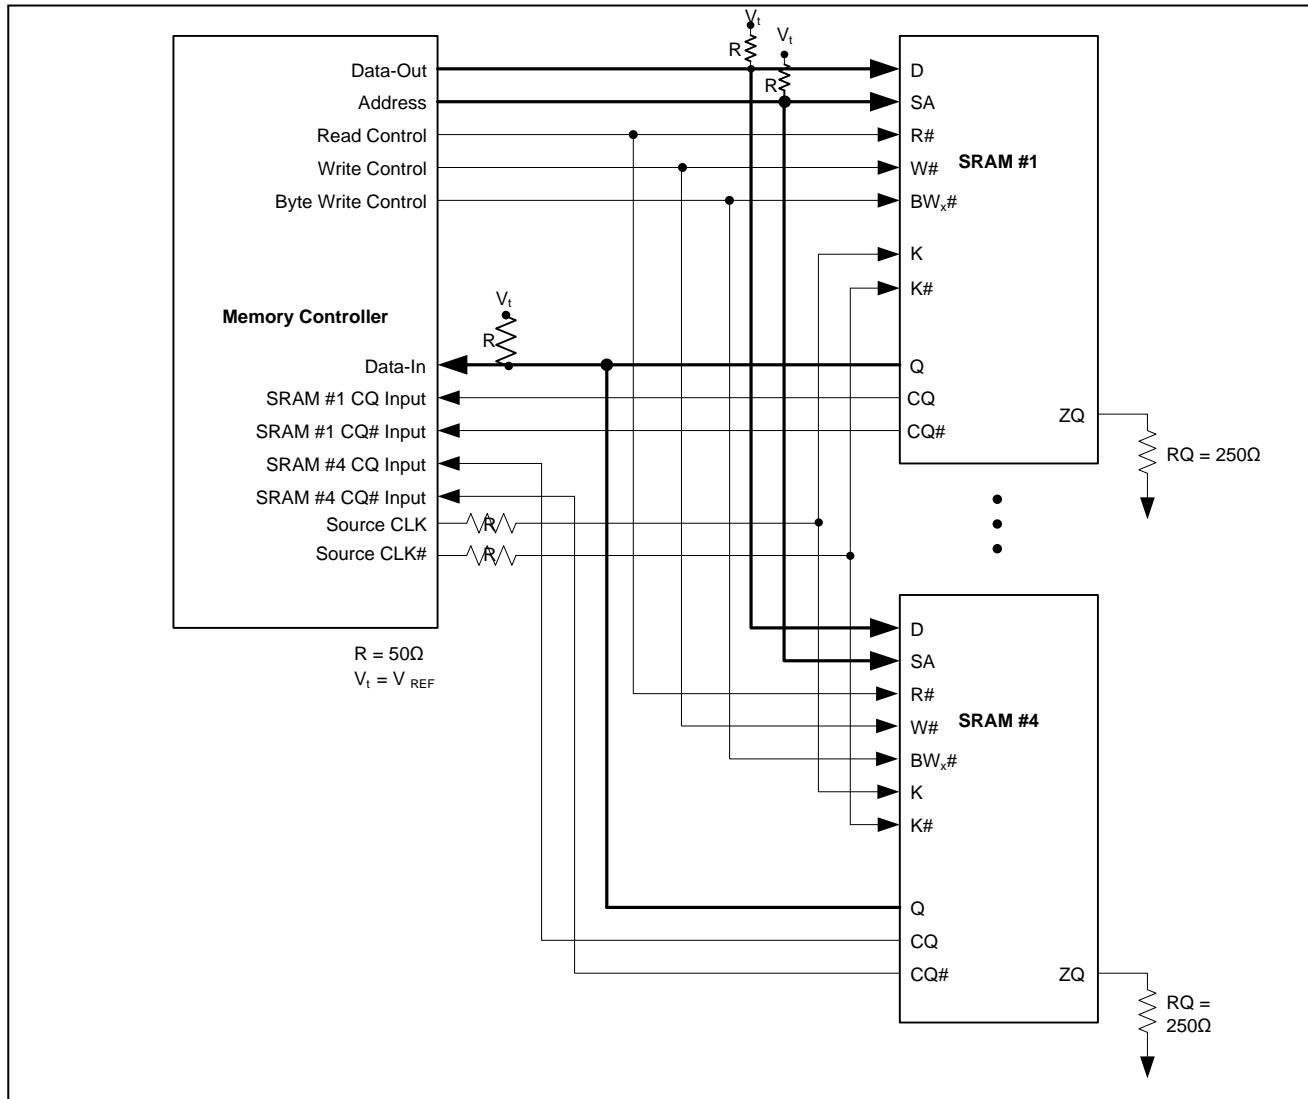 Vt
R
Vt
R
Data-Out
Address
Read Control
Write Control
Byte Write Control
Memory Controller
Vt
R
Data-In
SRAM #1 CQ Input
SRAM #1 CQ# Input
SRAM #4 CQ Input
SRAM #4 CQ# Input
Source CLK
R
Source CLK#
R
R = 50Ω
Vt = V REF
D
SA
R#
SRAM #1
W#
BWx#
K
K#
Q
CQ
CQ#
ZQ
RQ = 250Ω
D
SA
R#
SRAM #4
W#
BWx#
K
K#
Q
CQ
CQ#
ZQ
RQ =
250Ω